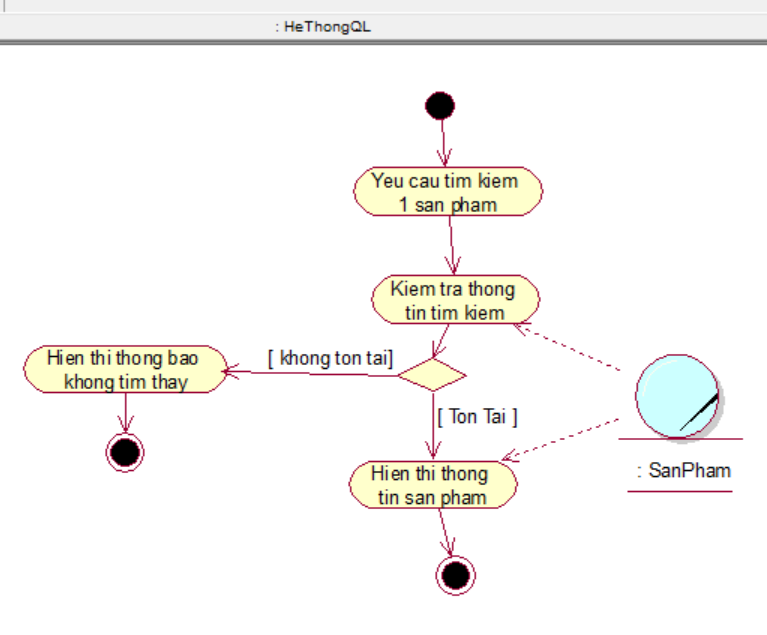 : HeThongQL
Yeu cau tim kiem
1 san pham
Kiem tra thong
tin tim kiem
[ khong ton tai]
Hien thi thong bao
khong tim thay
[ Ton Tai ]
Hien thi thong
tin san pham
: SanPham